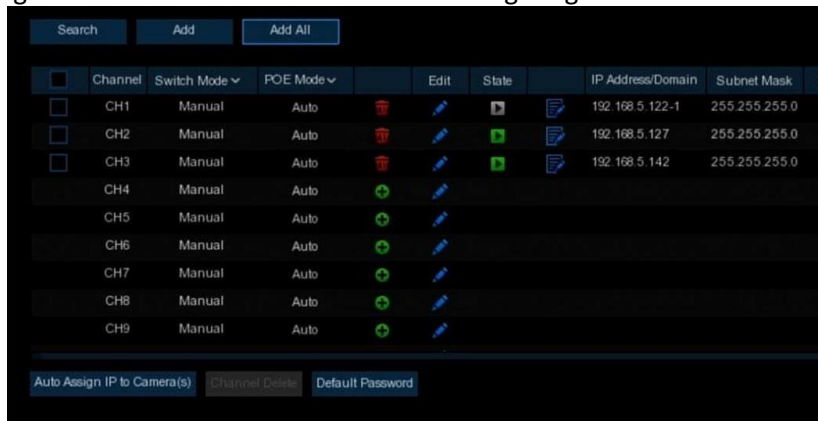 Search Add Add All
Channel Switch Mode POE Mode Edit State IP Address/Domain Subnet Mask
CH1 Manual Auto 192.168.5.122-1 255.255.255.0
CH2 Manual Auto 192.168.5.127 255.255.255.0
CH3 Manual Auto 192.168.5.142 255.255.255.0
CH4 Manual Auto
CH5 Manual Auto
CH6 Manual Auto
CH7 Manual Auto
CH8 Manual Auto
CH9 Manual Auto
Auto Assign IP to Camera(s) Channel Delete Default Password